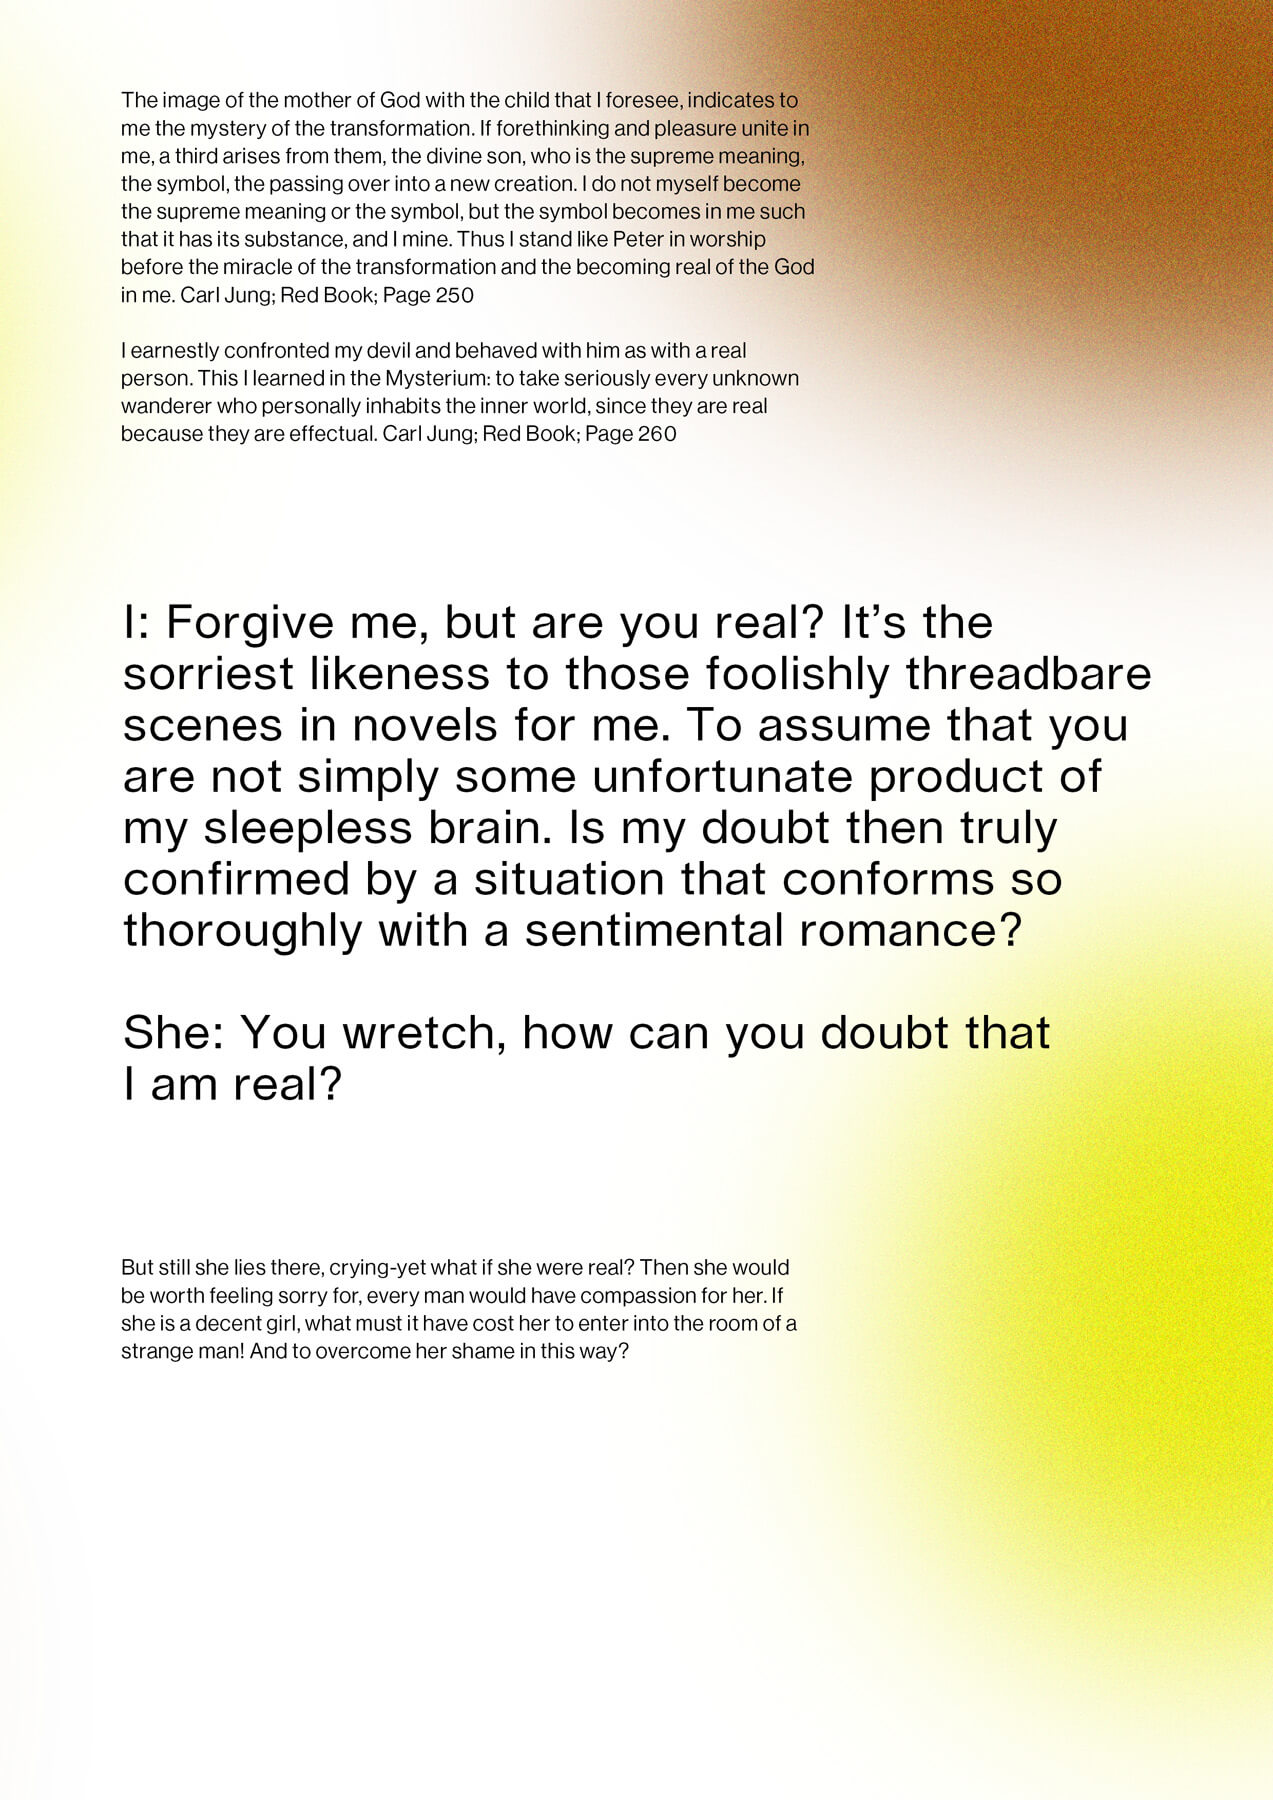 The image of the mother of God with the child that I foresee, indicates to
me the mystery of the transformation. If forethinking and pleasure unite in
me, a third arises from them, the divine son, who is the supreme meaning,
the symbol, the passing over into a new creation. I do not myself become
the supreme meaning or the symbol, but the symbol becomes in me such
that it has its substance, and I mine. Thus I stand like Peter in worship
before the miracle of the transformation and the becoming real of the God
in me. Carl Jung; Red Book; Page 250
I earnestly confronted my devil and behaved with him as with a real
person. This I learned in the Mysterium: to take seriously every unknown
wanderer who personally inhabits the inner world, since they are real
because they are effectual. Carl Jung; Red Book; Page 260
I: Forgive me, but are you real? It’s the
sorriest likeness to those foolishly threadbare
scenes in novels for me. To assume that you
are not simply some unfortunate product of
my sleepless brain. Is my doubt then truly
confirmed by a situation that conforms so
thoroughly with a sentimental romance?
She: You wretch, how can you doubt that
I am real?
But still she lies there, crying-yet what if she were real? Then she would
be worth feeling sorry for, every man would have compassion for her. If
she is a decent girl, what must it have cost her to enter into the room of a
strange man! And to overcome her shame in this way?